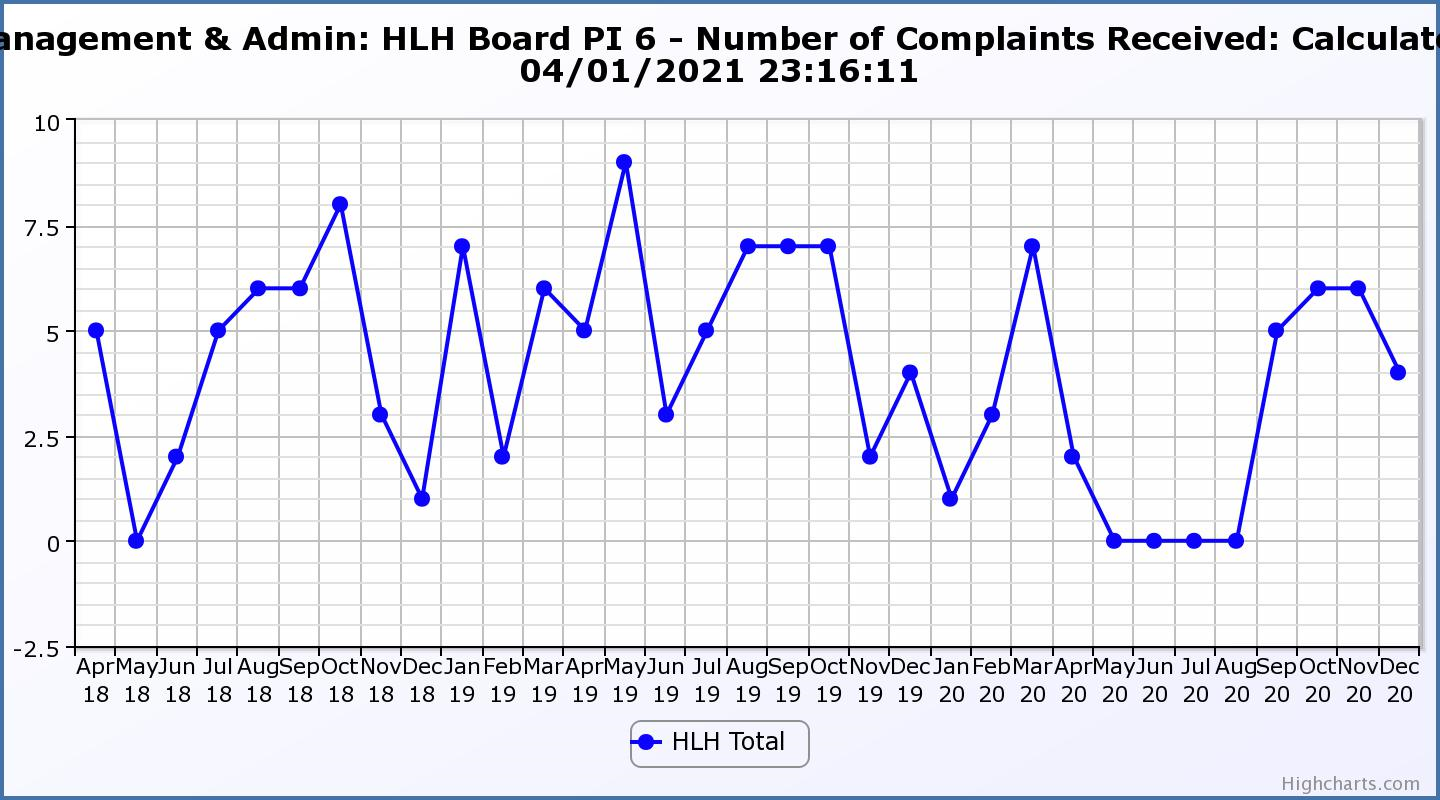 anagement & Admin: HLH Board PI 6 - Number of Complaints Received: Calculate
04/01/2021 23:16:11
10
7.5
5
2.5
0
-2.5
Apr May Jun Jul Aug Sep Oct Nov Dec Jan Feb Mar Apr May Jun Jul Aug Sep Oct Nov Dec Jan Feb Mar Apr May Jun Jul Aug Sep Oct Nov Dec
18 18 18 18 18 18 18 18 18 19 19 19 19 19 19 19 19 19 19 19 19 20 20 20 20 20 20 20 20 20 20 20 20
HLH Total
Highcharts.com